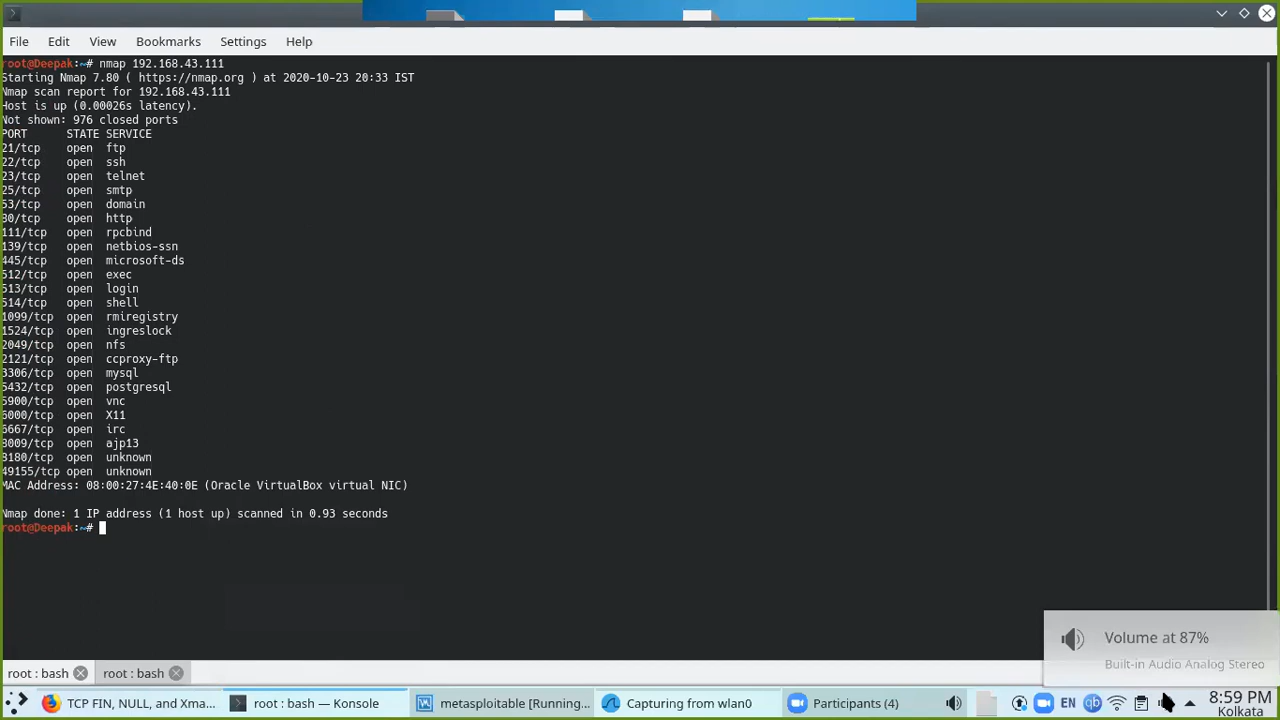 File Edit View Bookmarks Settings Help
root@Deepak:~# nmap 192.168.43.111
Starting Nmap 7.80 ( https://nmap.org ) at 2020-10-23 20:33 IST
Nmap scan report for 192.168.43.111
Host is up (0.00026s latency).
Not shown: 976 closed ports
PORT STATE SERVICE
21/tcp open ftp
22/tcp open ssh
23/tcp open telnet
25/tcp open smtp
53/tcp open domain
80/tcp open http
111/tcp open rpcbind
139/tcp open netbios-ssn
445/tcp open microsoft-ds
512/tcp open exec
513/tcp open login
514/tcp open shell
1099/tcp open rmiregistry
1524/tcp open ingreslock
2049/tcp open nfs
2121/tcp open ccproxy-ftp
3306/tcp open mysql
5432/tcp open postgresql
5900/tcp open vnc
6000/tcp open X11
6667/tcp open irc
8009/tcp open ajp13
8180/tcp open unknown
49155/tcp open unknown
MAC Address: 08:00:27:4E:40:0E (Oracle VirtualBox virtual NIC)
Nmap done: 1 IP address (1 host up) scanned in 0.93 seconds
root@Deepak:~#
Volume at 87%
Built-in Audio Analog Stereo
root : bash root : bash
TCP FIN, NULL, and Xma... root : bash — Konsole metasploitable [Running... Capturing from wlan0 Participants (4) EN qb 8:59 PM
Kolkata